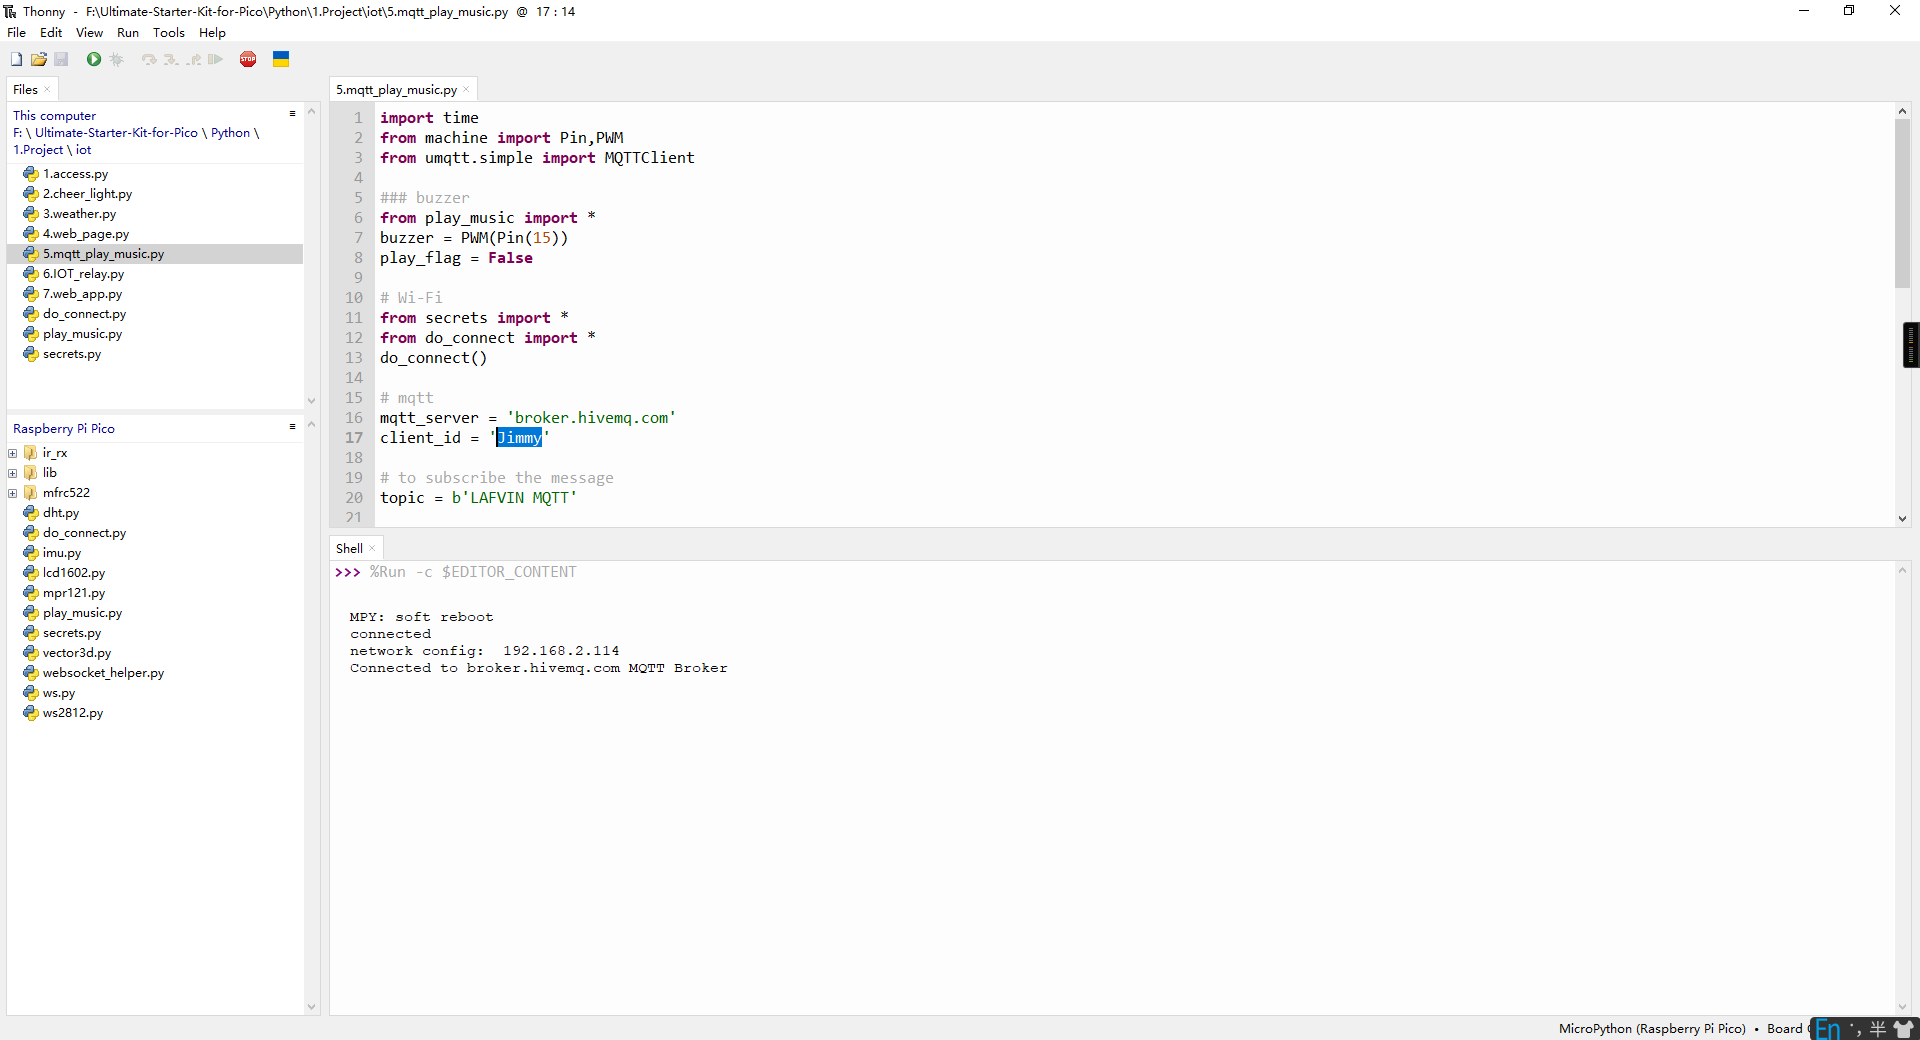 Thonny - F:\Ultimate-Starter-Kit-for-Pico\Python\1.Project\iot\5.mqtt_play_music.py @ 17 : 14
File Edit View Run Tools Help
STOP
Files
This computer
F: \ Ultimate-Starter-Kit-for-Pico \ Python \
1.Project \ iot
1.access.py
2.cheer_light.py
3.weather.py
4.web_page.py
5.mqtt_play_music.py
6.IOT_relay.py
7.web_app.py
do_connect.py
play_music.py
secrets.py
Raspberry Pi Pico
ir_rx
lib
mfrc522
dht.py
do_connect.py
imu.py
lcd1602.py
mpr121.py
play_music.py
secrets.py
vector3d.py
websocket_helper.py
ws.py
ws2812.py
5.mqtt_play_music.py
1 import time
2 from machine import Pin,PWM
3 from umqtt.simple import MQTTClient
4
5 ### buzzer
6 from play_music import *
7 buzzer = PWM(Pin(15))
8 play_flag = False
9
10 # Wi-Fi
11 from secrets import *
12 from do_connect import *
13 do_connect()
14
15 # mqtt
16 mqtt_server = 'broker.hivemq.com'
17 client_id = 'Jimmy'
18
19 # to subscribe the message
20 topic = b'LAFVIN MQTT'
21
Shell
>>> %Run -c $EDITOR_CONTENT
MPY: soft reboot
connected
network config: 192.168.2.114
Connected to broker.hivemq.com MQTT Broker
MicroPython (Raspberry Pi Pico) • Board
En 半